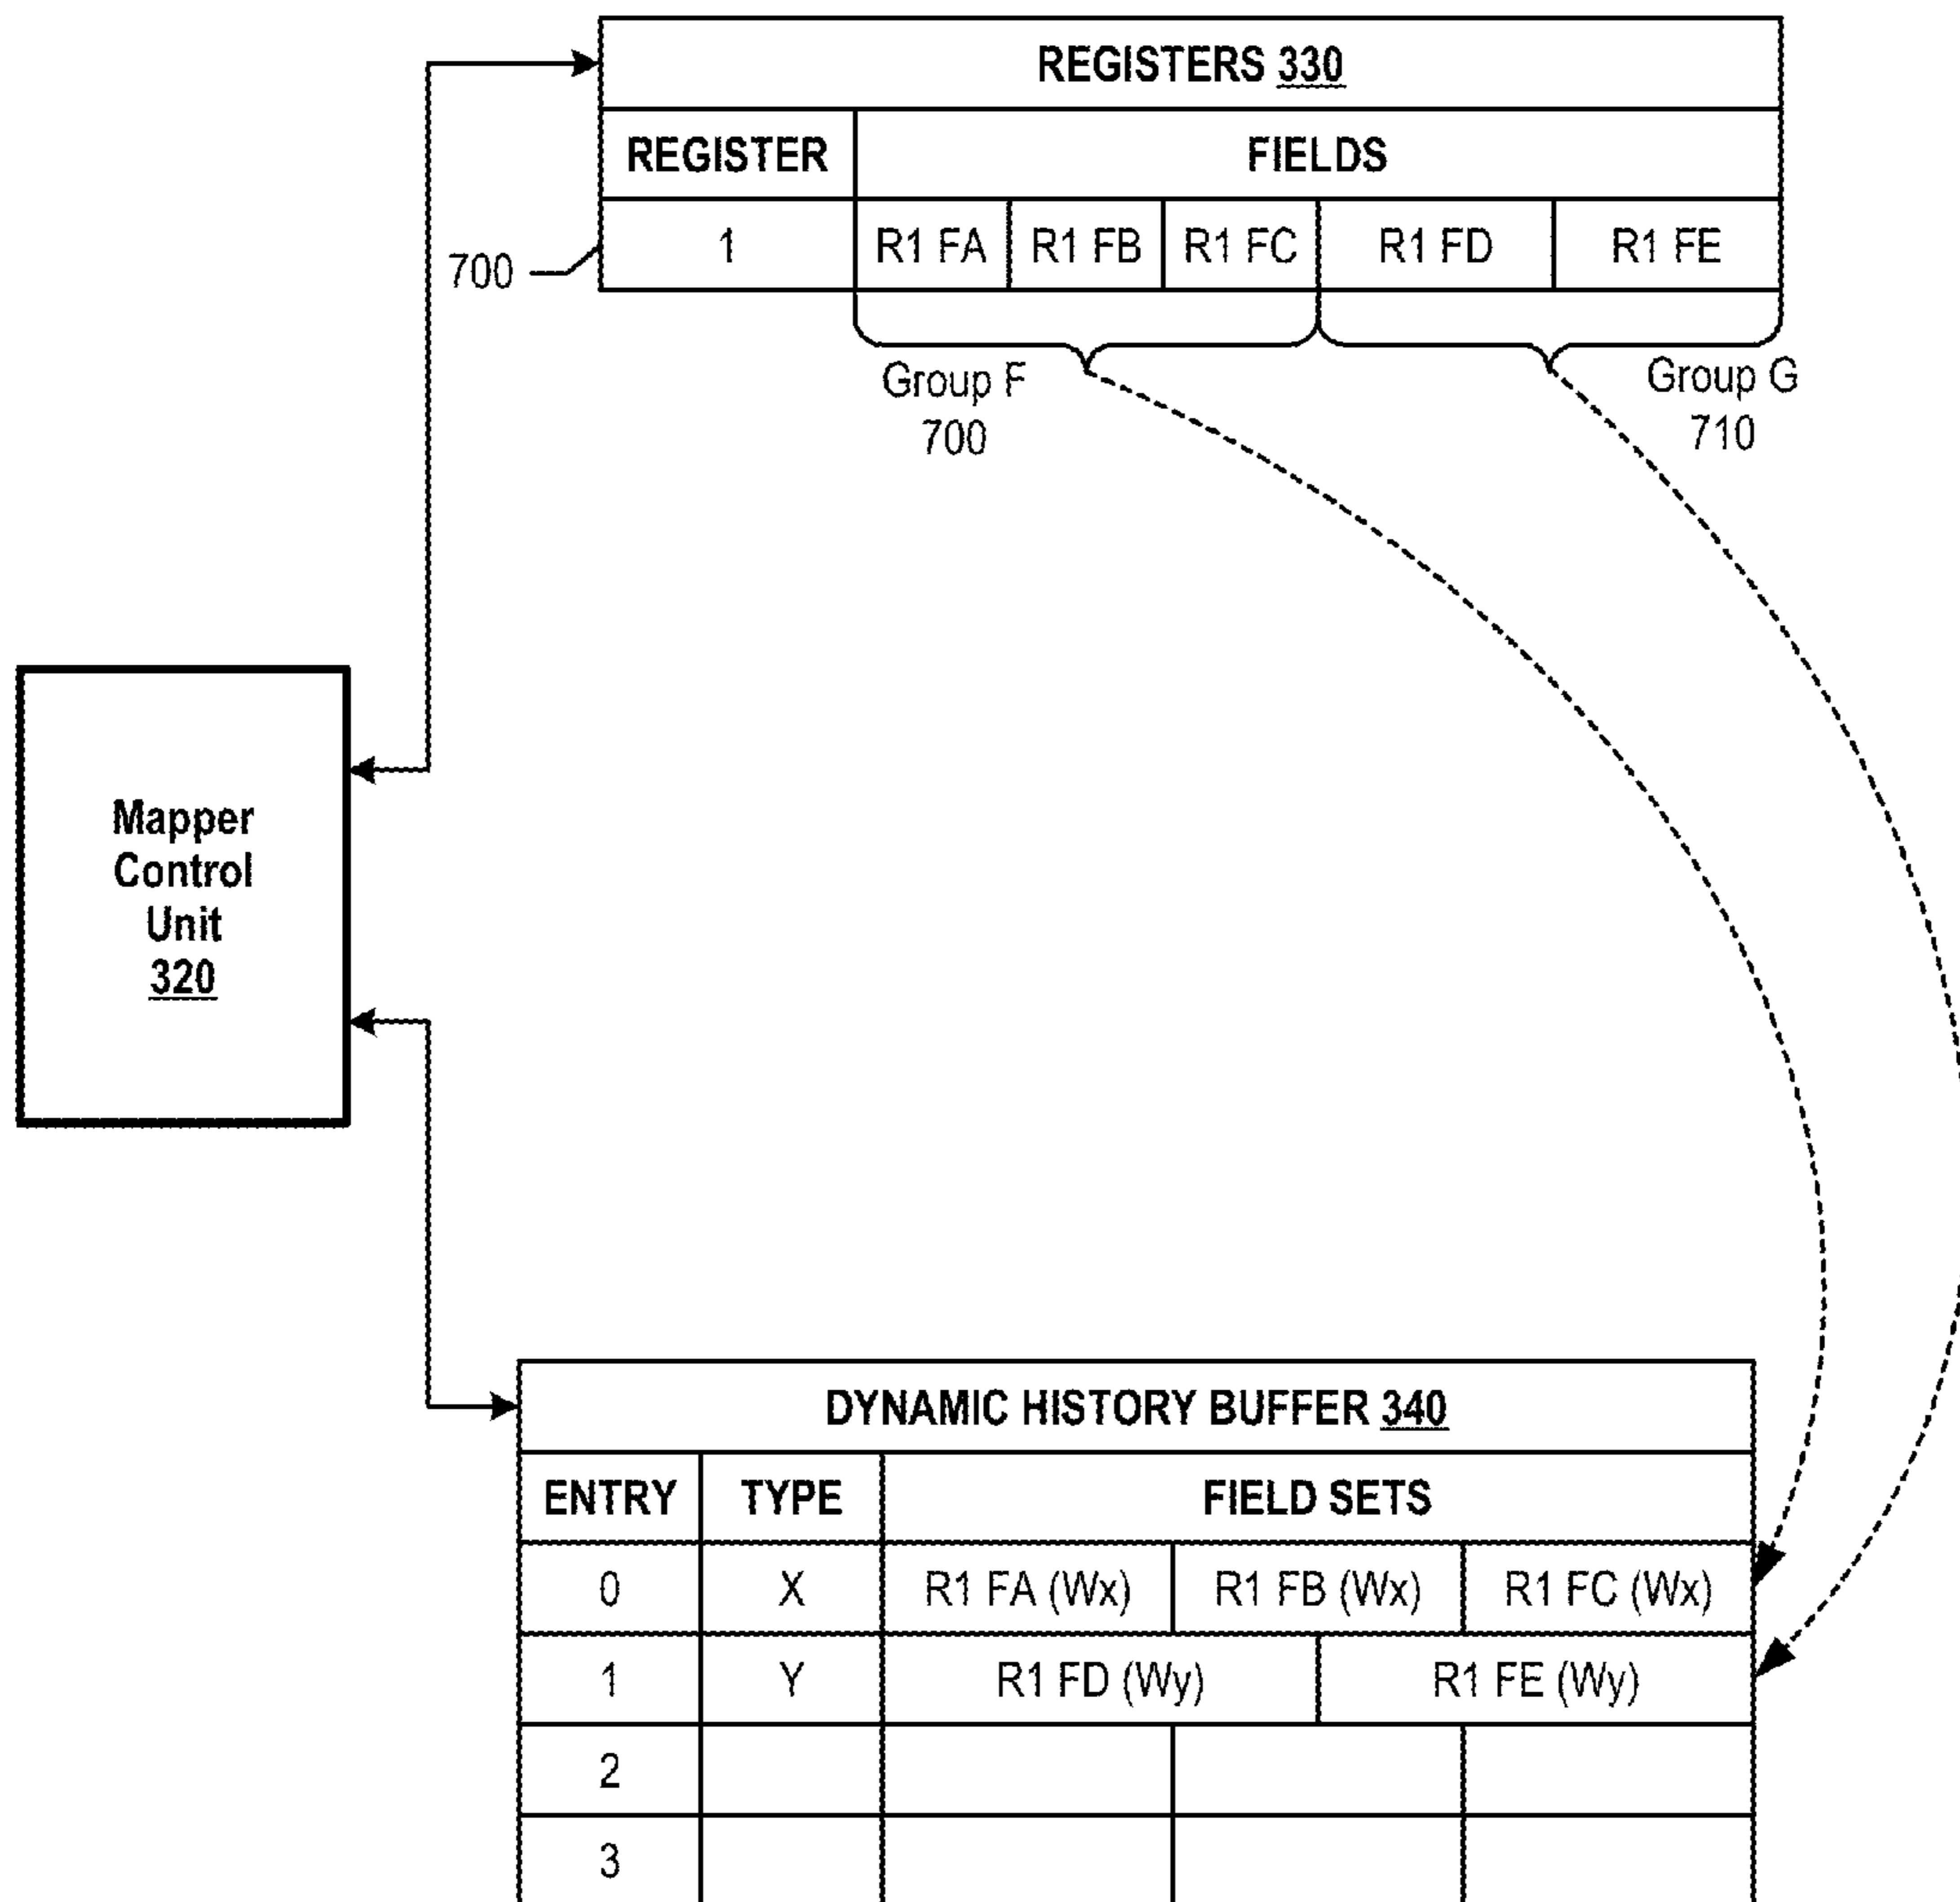 REGISTERS 330
REGISTER FIELDS
1 R1 FA R1 FB R1 FC R1 FD R1 FE
700
Group F
700
Group G
710
Mapper
Control
Unit
320
DYNAMIC HISTORY BUFFER 340
ENTRY TYPE FIELD SETS
0 X R1 FA (Wx) R1 FB (Wx) R1 FC (Wx)
1 Y R1 FD (Wy) R1 FE (Wy)
2
3